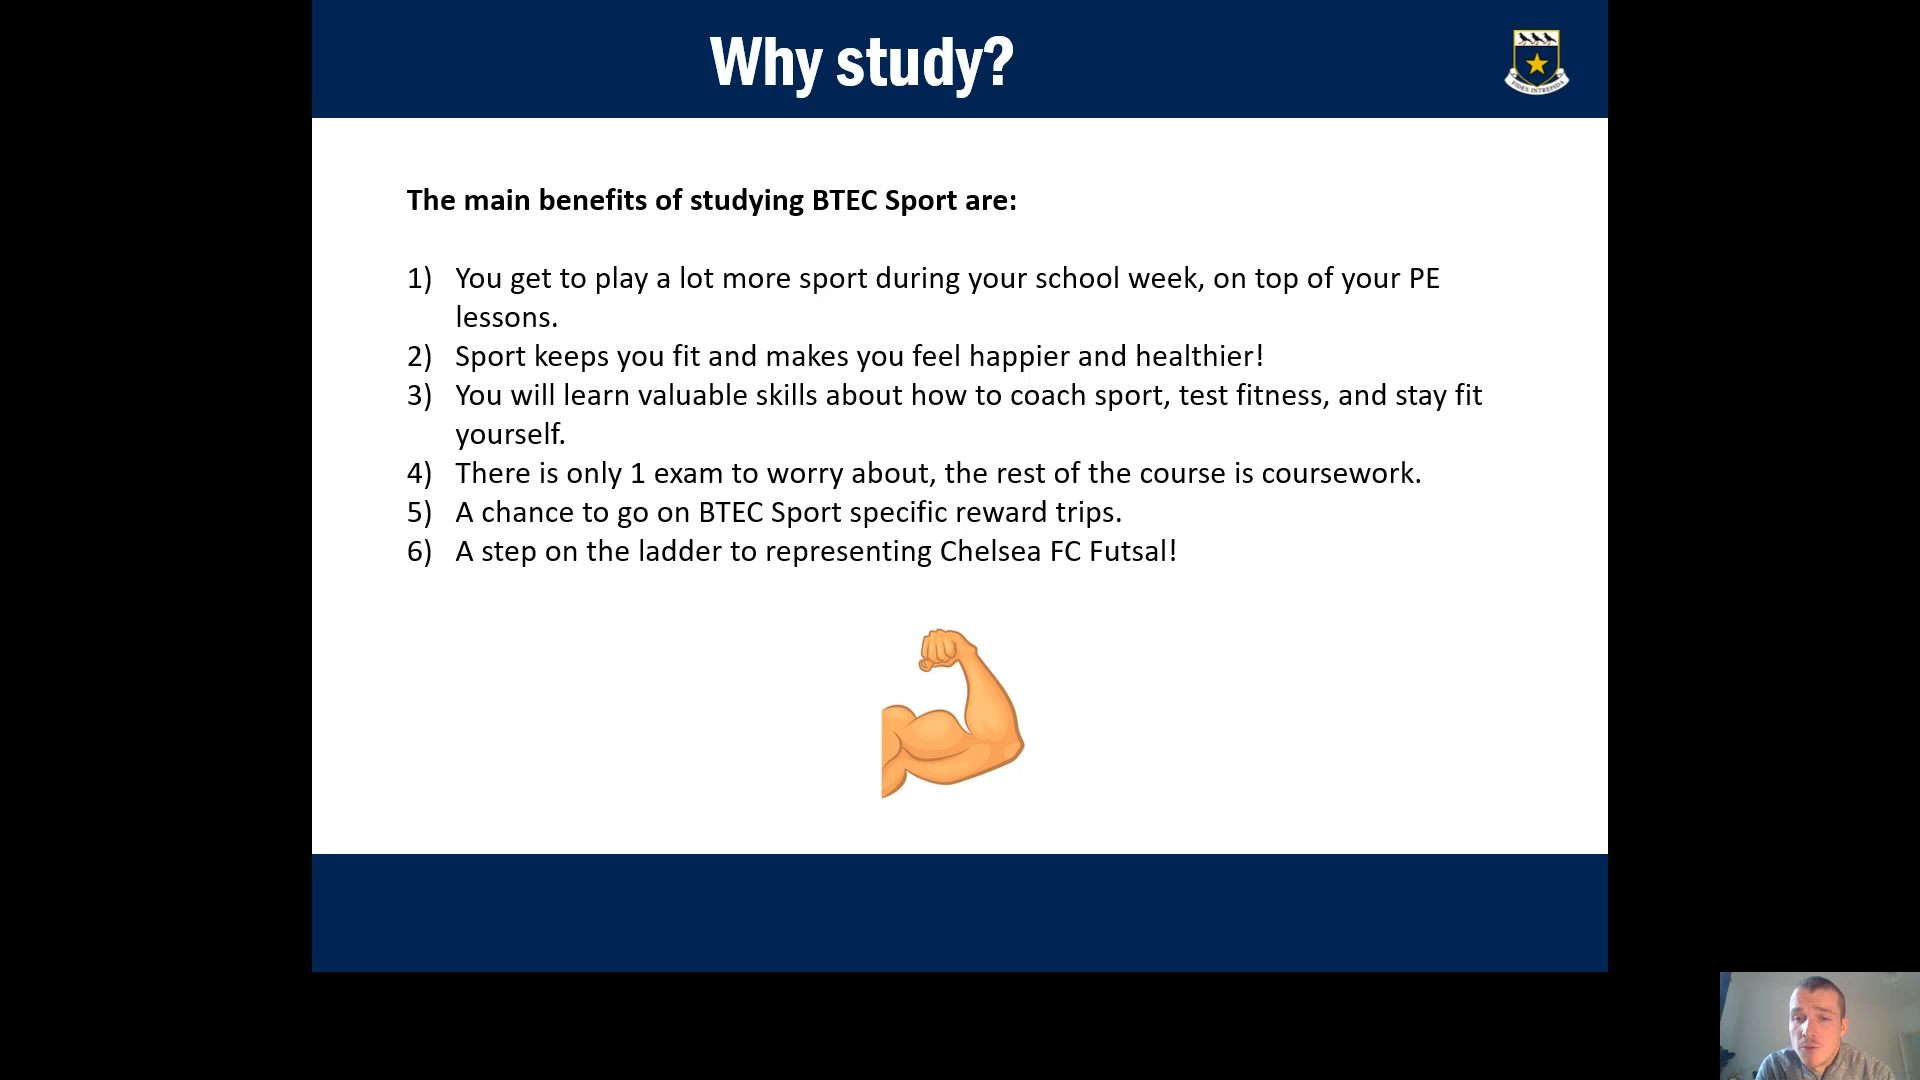 Why study?
FIDES INTREPIDA
The main benefits of studying BTEC Sport are:
1) You get to play a lot more sport during your school week, on top of your PE
lessons.
2) Sport keeps you fit and makes you feel happier and healthier!
3) You will learn valuable skills about how to coach sport, test fitness, and stay fit
yourself.
4) There is only 1 exam to worry about, the rest of the course is coursework.
5) A chance to go on BTEC Sport specific reward trips.
6) A step on the ladder to representing Chelsea FC Futsal!